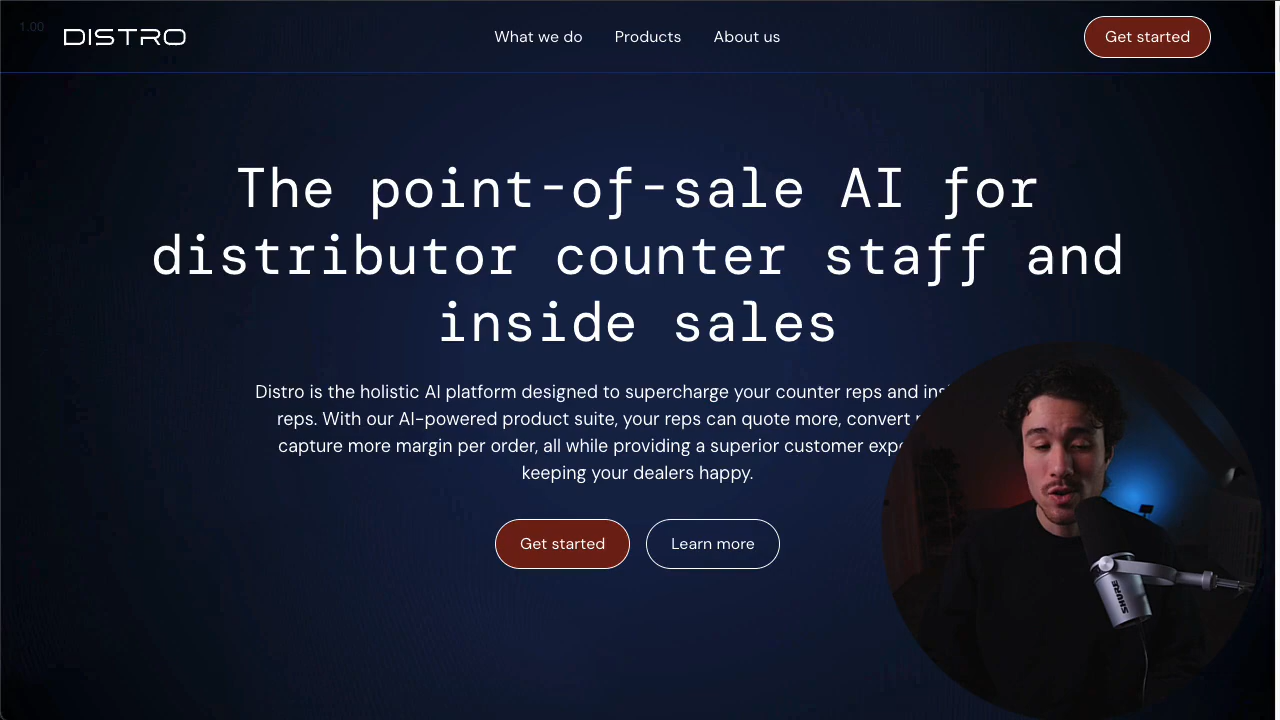 1.00
DISTRO
What we do
Products
About us
Get started
The point-of-sale AI for
distributor counter staff and
inside sales
Distro is the holistic AI platform designed to supercharge your counter reps and
reps. With our AI-powered product suite, your reps can quote more, convert
capture more margin per order, all while providing a superior customer
keeping your dealers happy.
Get started
Learn more
SHURE